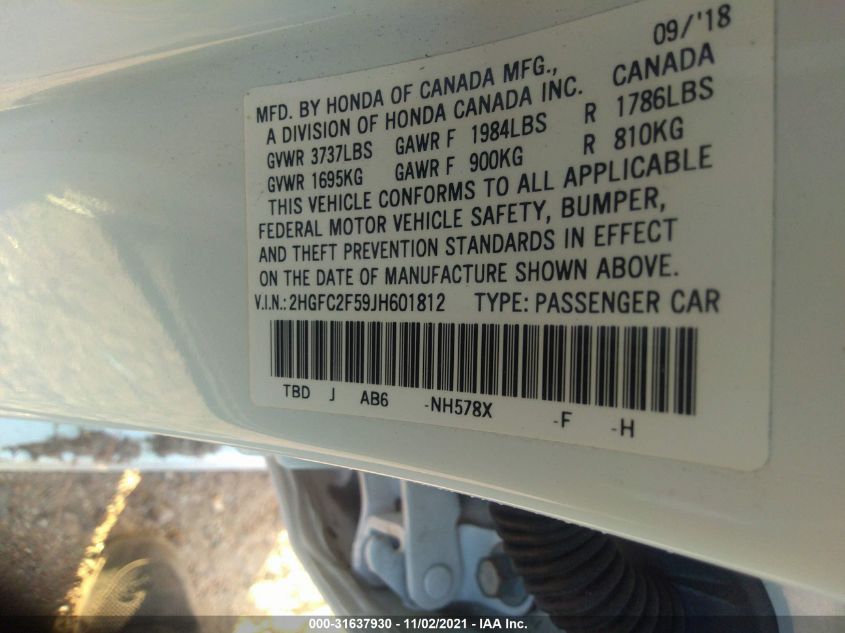 09/'18
MFD. BY HONDA OF CANADA MFG.,
A DIVISION OF HONDA CANADA INC. CANADA
GVWR 3737LBS GAWR F 1984LBS R 1786LBS
GVWR 1695KG GAWR F 900KG R 810KG
THIS VEHICLE CONFORMS TO ALL APPLICABLE
FEDERAL MOTOR VEHICLE SAFETY, BUMPER,
AND THEFT PREVENTION STANDARDS IN EFFECT
ON THE DATE OF MANUFACTURE SHOWN ABOVE.
V.I.N.: 2HGFC2F59JH601812 TYPE: PASSENGER CAR
TBD J AB6 -NH578X -F -H
000-31637930 - 11/02/2021 - IAA Inc.